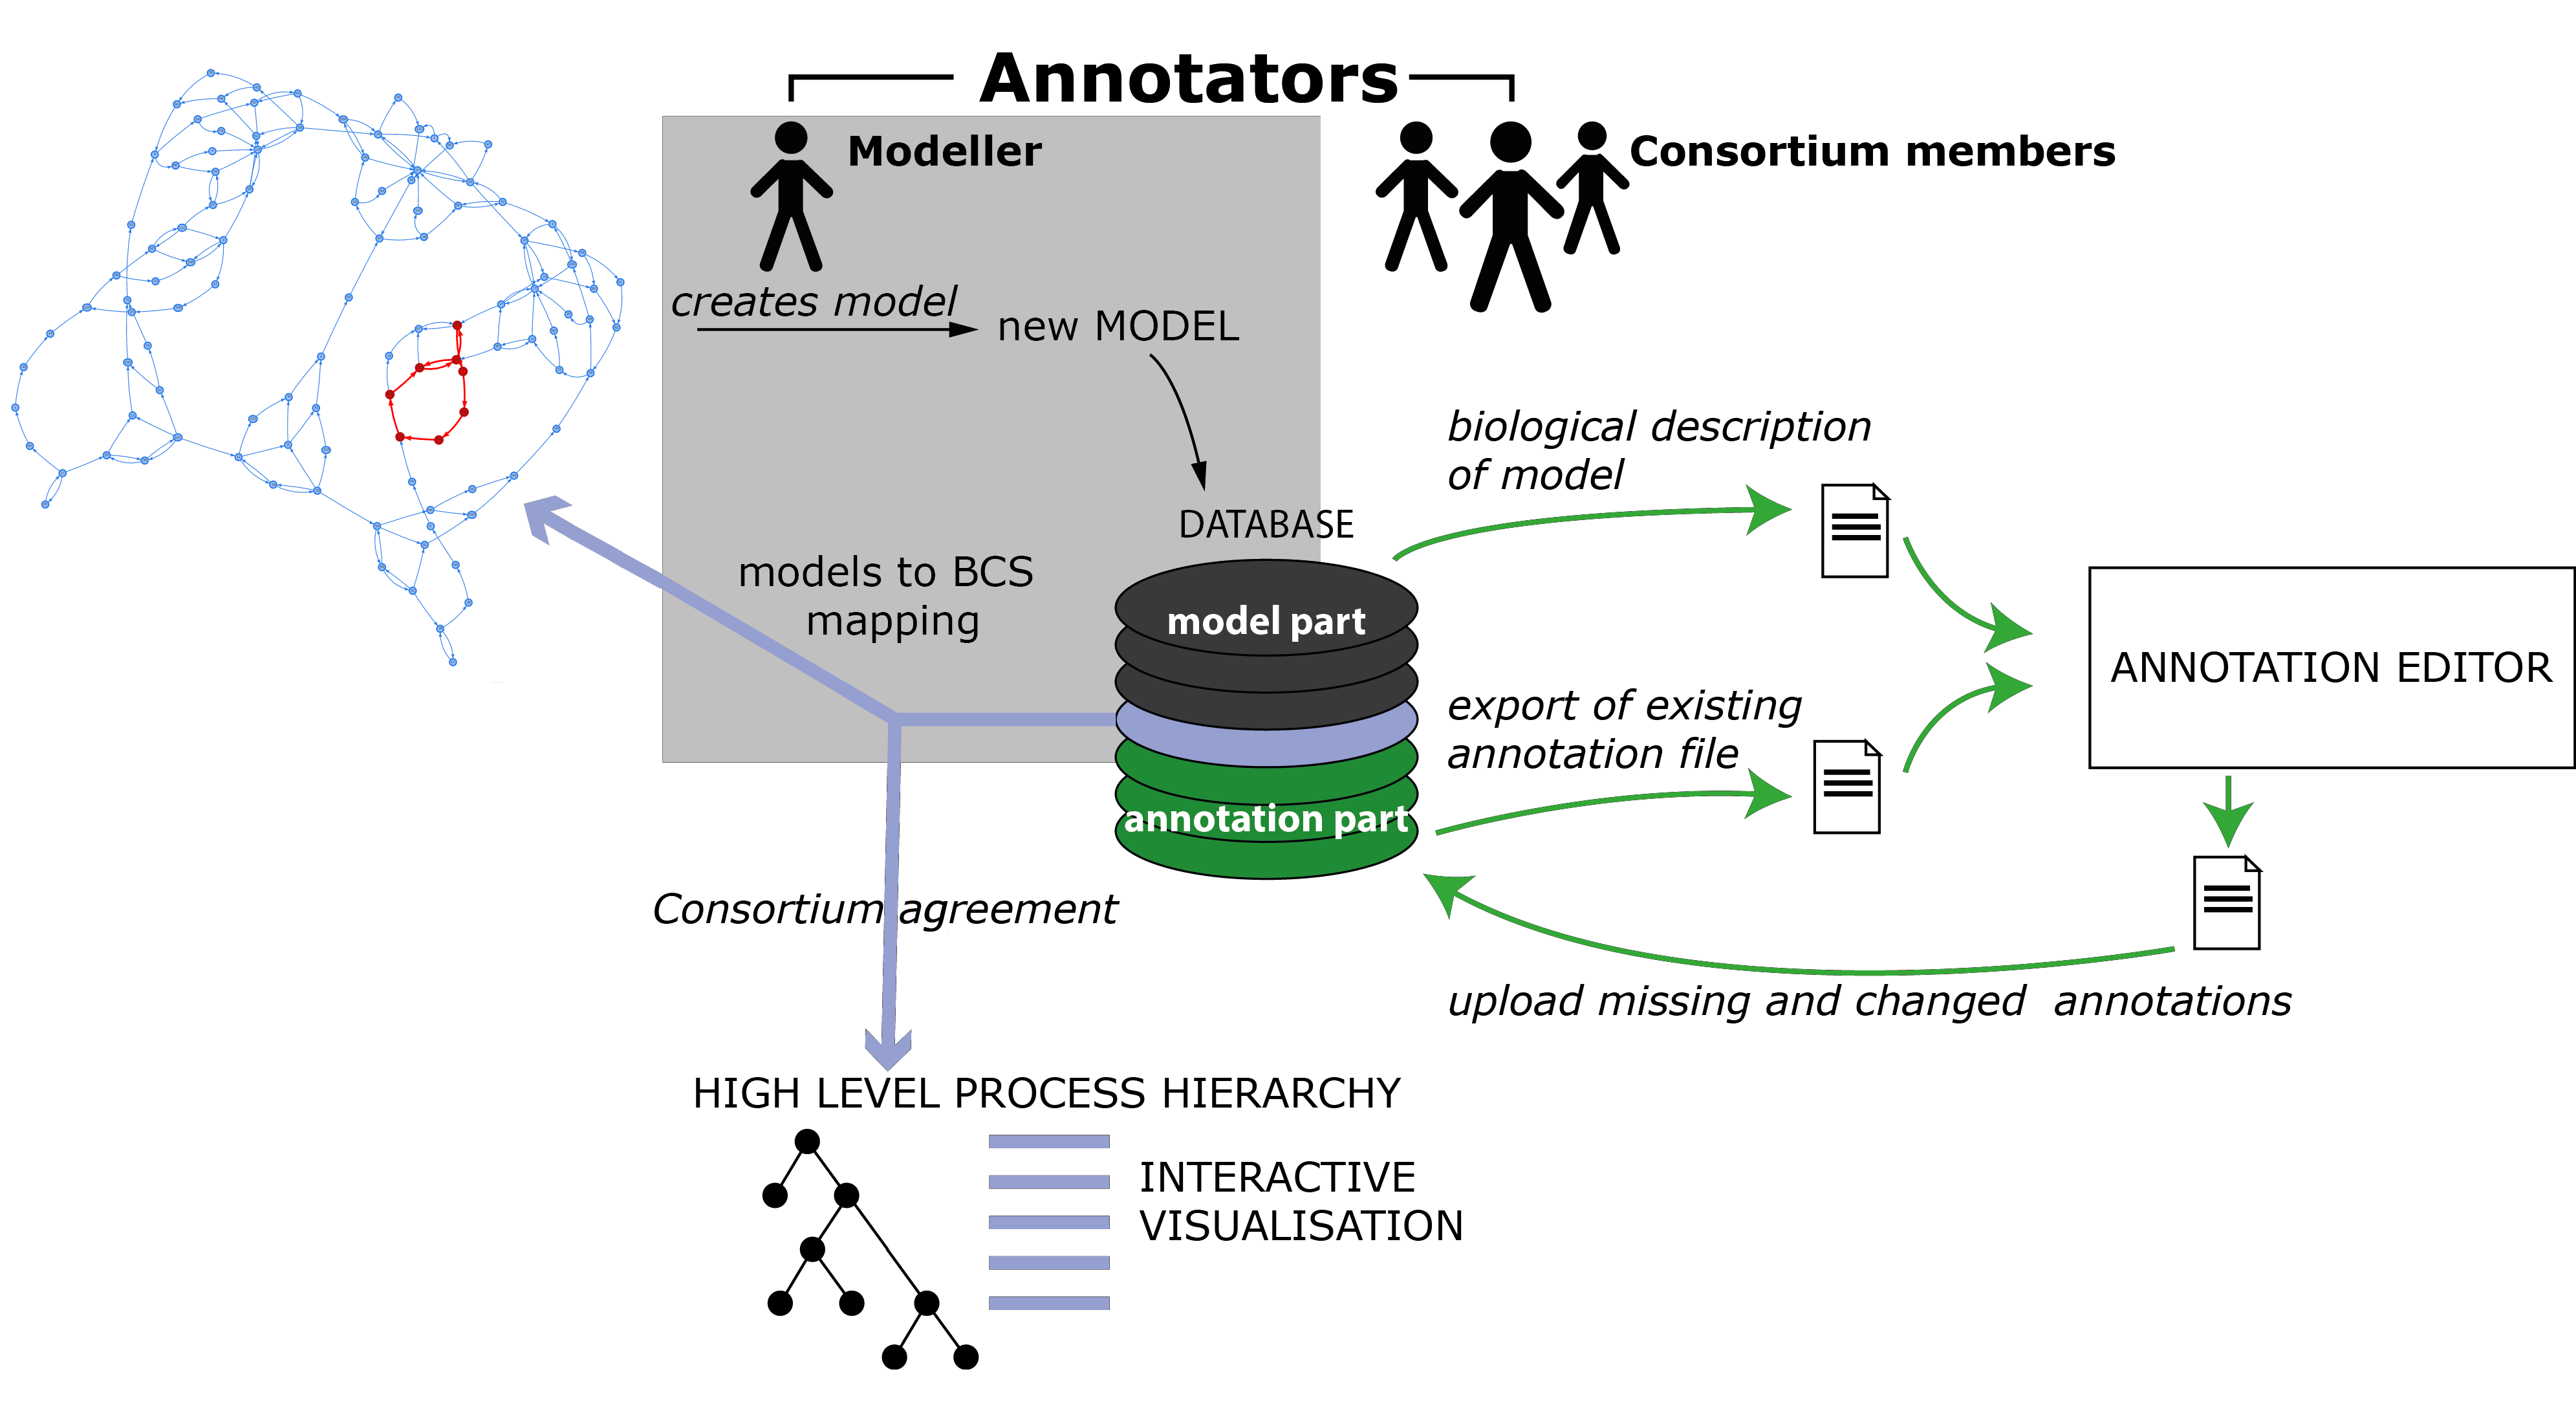 Annotators
Modeller
Consortium members
creates model
new MODEL
biological description
of model
DATABASE
models to BCS
mapping
model part
ANNOTATION EDITOR
export of existing
annotation file
annotation part
Consortium agreement
upload missing and changed annotations
HIGH LEVEL PROCESS HIERARCHY
INTERACTIVE
VISUALISATION